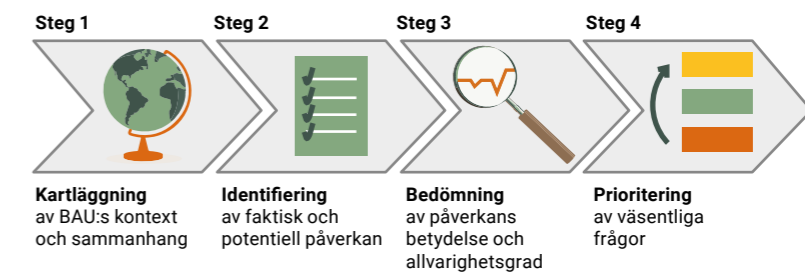 Steg 1
Steg 2
Steg 3
Steg 4
Kartläggning
av BAU:s kontext
och sammanhang
Identifiering
av faktisk och
potentiell påverkan
Bedömning
av påverkans
betydelse och
allvarighetsgrad
Prioritering
av väsentliga
frågor